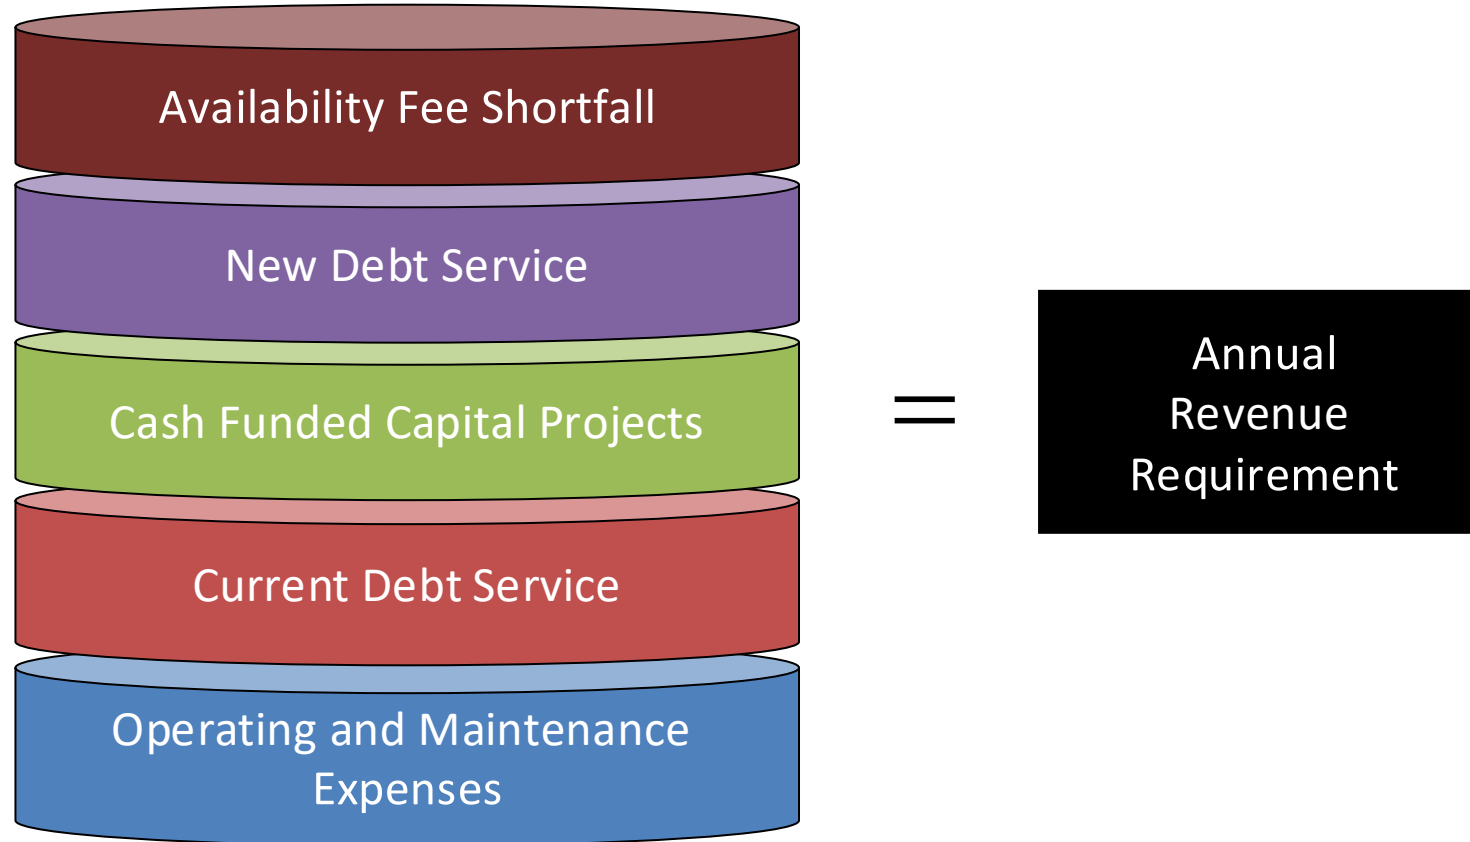 Availability Fee Shortfall
New Debt Service
Cash Funded Capital Projects
Current Debt Service
Operating and Maintenance
Expenses
=
Annual
Revenue
Requirement